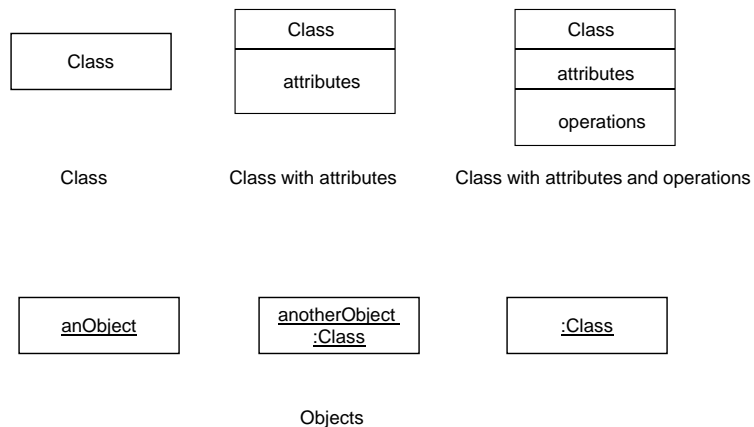 Class
Class
attributes
Class
attributes
operations
Class
Class with attributes
Class with attributes and operations
anObject
anotherObject
:Class
:Class
Objects